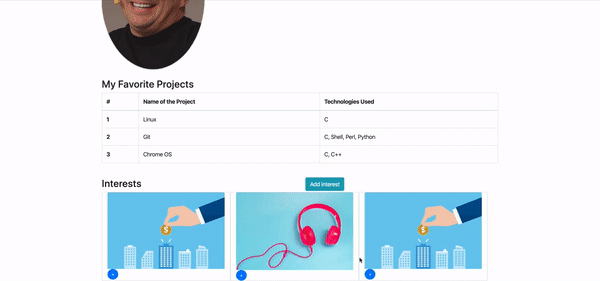 My Favorite Projects
# Name of the Project Technologies Used
1 Linux C
2 Git C, Shell, Perl, Python
3 Chrome OS C, C++
Interests Add Interest
$ $